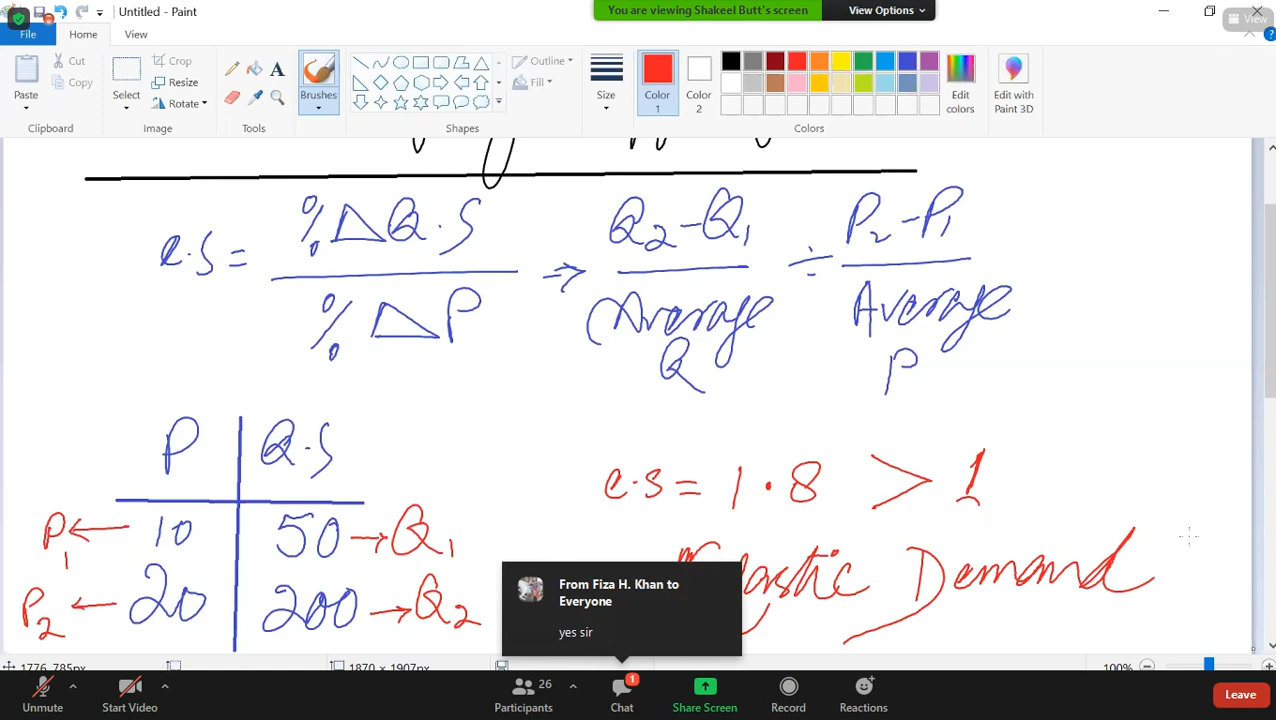 Untitled - Paint
You are viewing Shakeel Butt's screen
View Options
View
File
Home
View
Paste
Cut
Copy
Clipboard
Select
Crop
Resize
Rotate
Image
Tools
Brushes
Shapes
Outline
Fill
Size
Color 1
Color 2
Colors
Edit colors
Edit with Paint 3D
e.S = %ΔQ.S / %ΔP ⇒ Q2-Q1 / Average Q ÷ P2-P1 / Average P
P Q.S
P1 ← 10 50 → Q1
P2 ← 20 200 → Q2
e.s = 1.8 > 1
Demand
From Fiza H. Khan to
Everyone
yes sir
1776, 785px
1870 × 1907px
100%
Unmute
Start Video
26
Participants
1
Chat
Share Screen
Record
Reactions
Leave